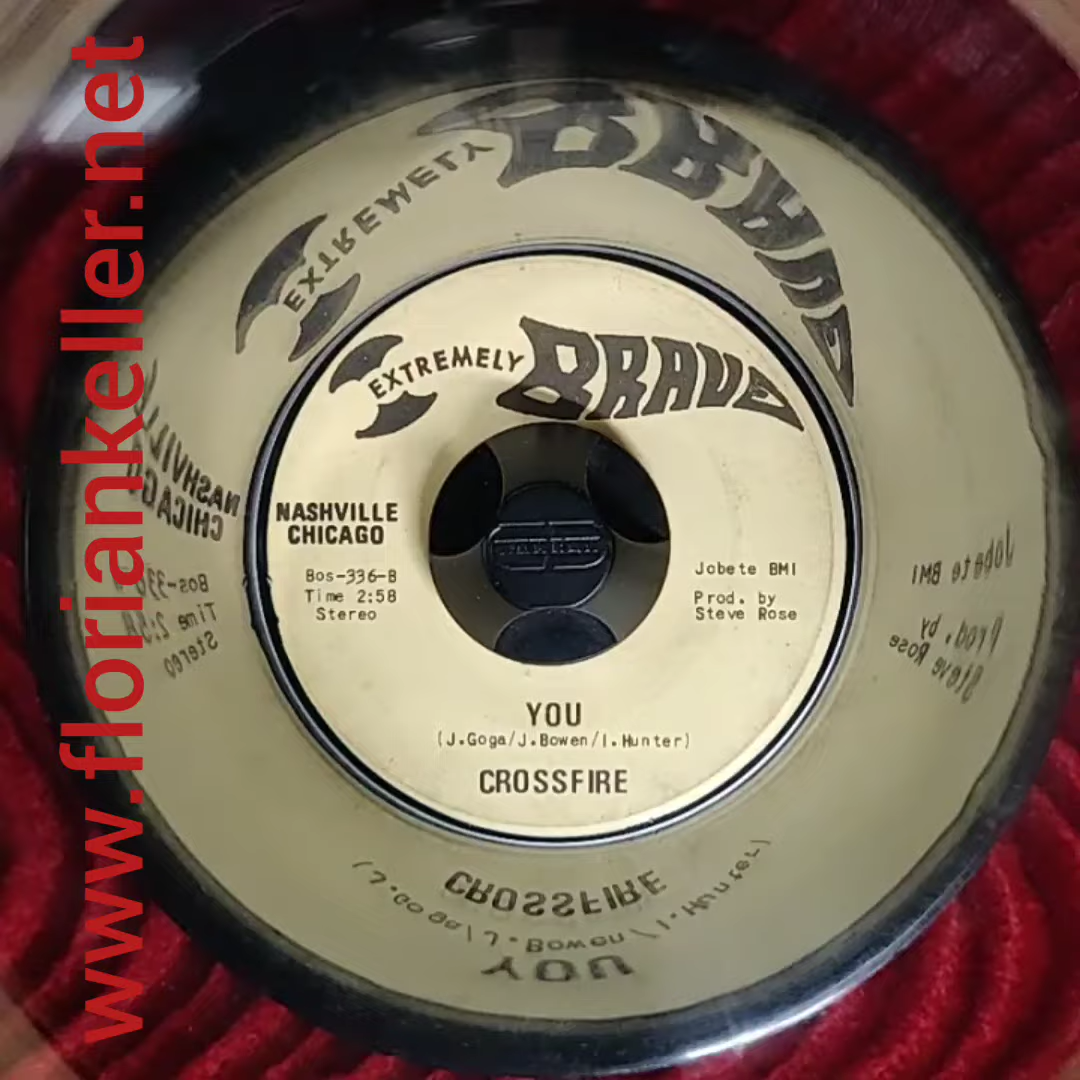 www.floriankeller.net
EXTREMELY BRAVE
NASHVILLE
CHICAGO
Bos-336-B
Time 2:58
Stereo
Jobete BMI
Prod. by
Steve Rose
YOU
(J.Goga/J.Bowen/I.Hunter)
CROSSFIRE